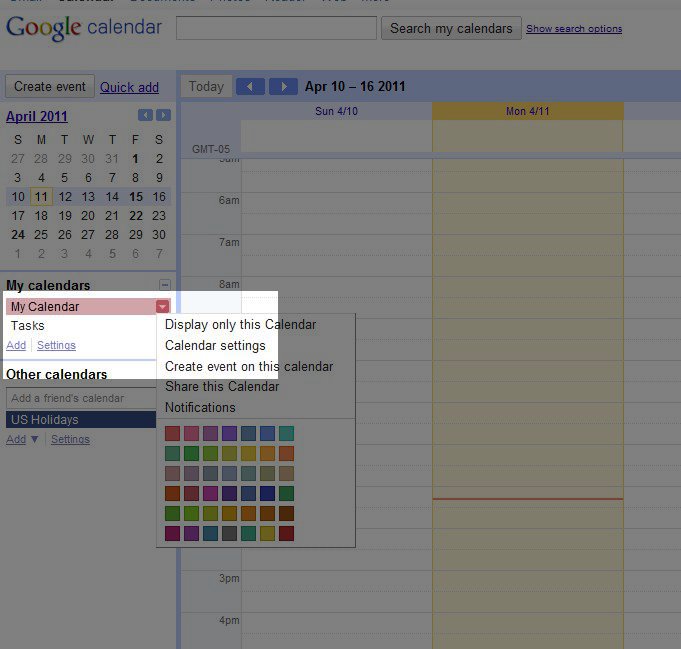 Google calendar
Search my calendars
Show search options
Create event
Quick add
Today
Apr 10 – 16 2011
April 2011
Sun 4/10
Mon 4/11
S M T W T F S
GMT-05
27 28 29 30 31 1 2
5am
3 4 5 6 7 8 9
10 11 12 13 14 15 16
6am
17 18 19 20 21 22 23
24 25 26 27 28 29 30
7am
1 2 3 4 5 6 7
My calendars
8am
My Calendar
Tasks
Display only this Calendar
Add
Settings
Calendar settings
Create event on this calendar
Other calendars
Share this Calendar
Add a friend's calendar
Notifications
US Holidays
Add
Settings
3pm
4pm